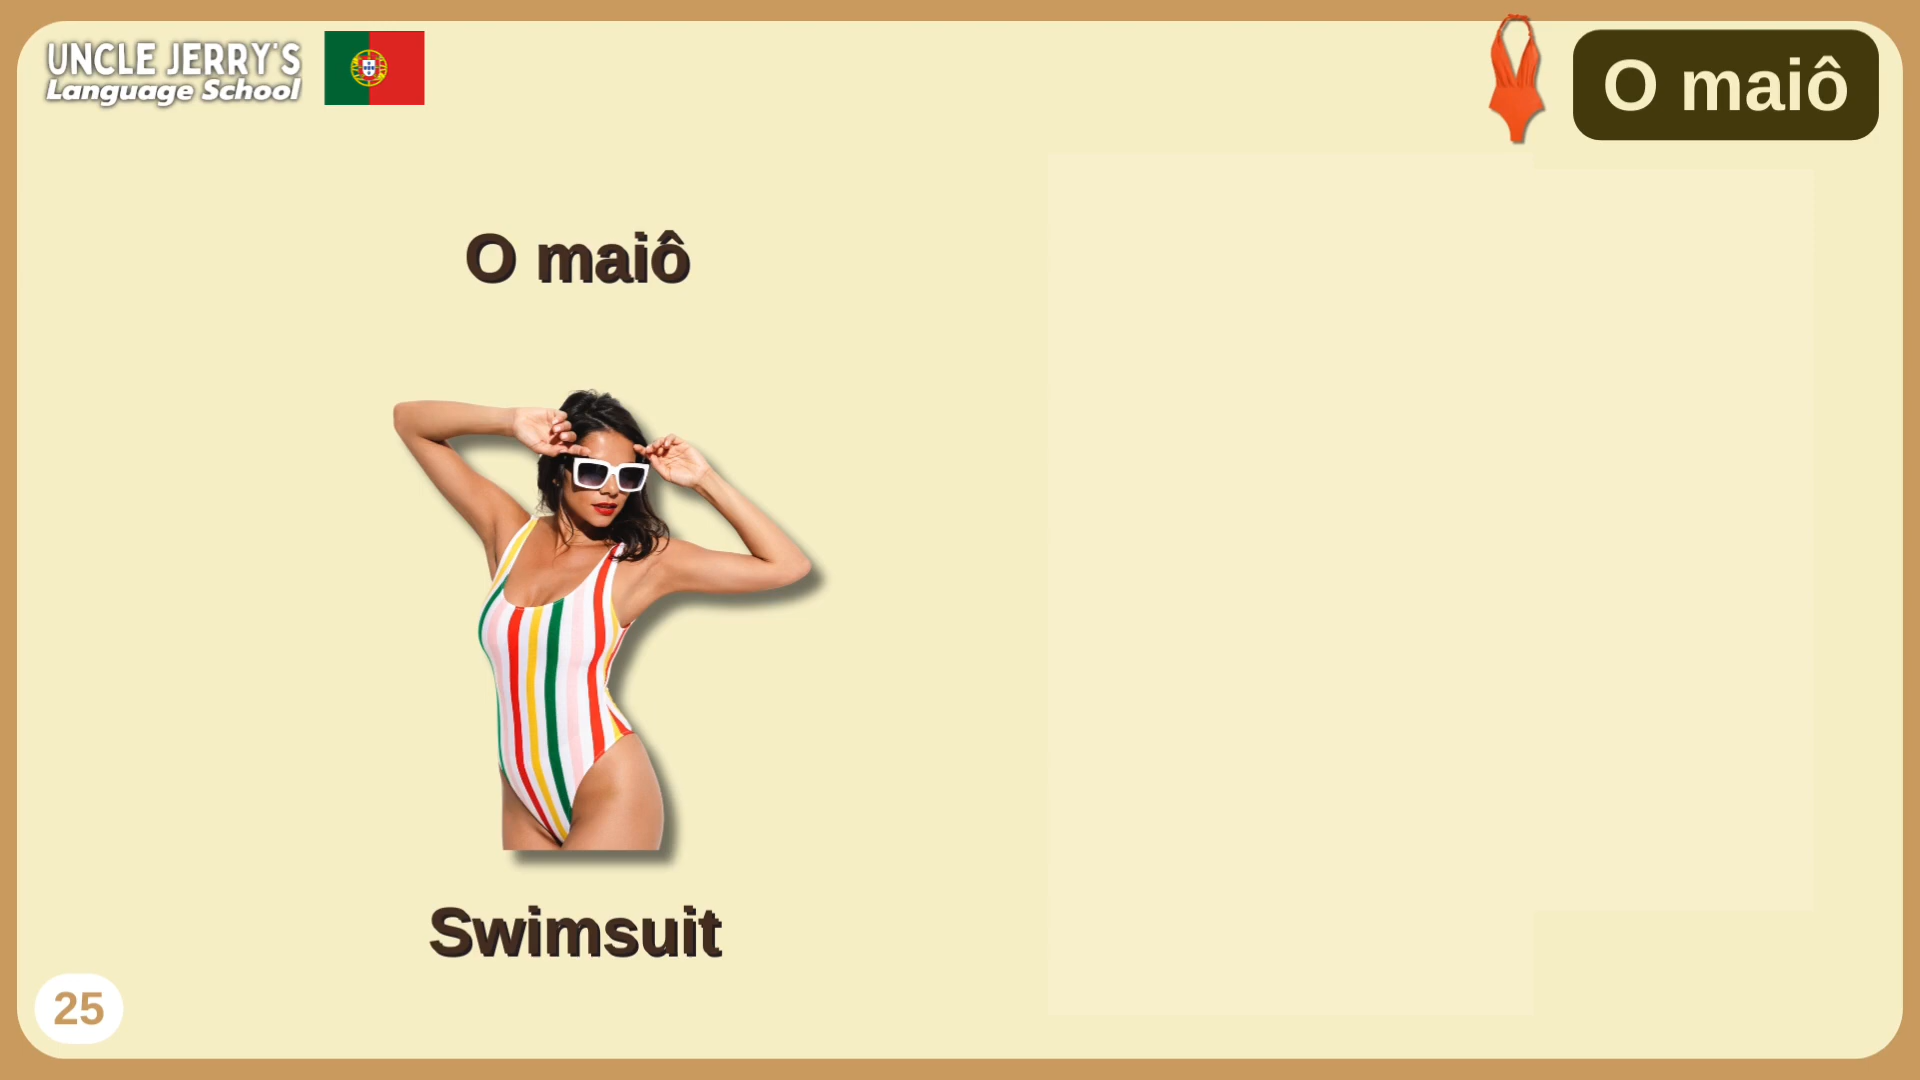 UNCLE JERRY'S
Language School
O maiô
O maiô
Swimsuit
25